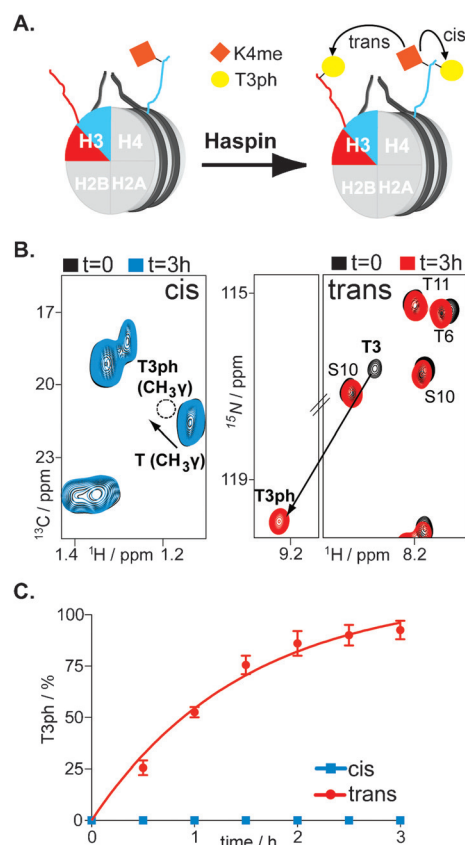 A.
trans
cis
K4me
T3ph
H3
H4
H2B
H2A
Haspin
H3
H4
H2B
H2A
B.
t=0
t=3h
cis
17
20
23
13C / ppm
T3ph
(CH3γ)
T (CH3γ)
1.4
1H / ppm
1.2
t=0
t=3h
trans
115
119
15N / ppm
T11
T6
T3
S10
S10
T3ph
9.2
1H / ppm
8.2
C.
100
75
50
25
0
T3ph / %
cis
trans
0
1
2
3
time / h